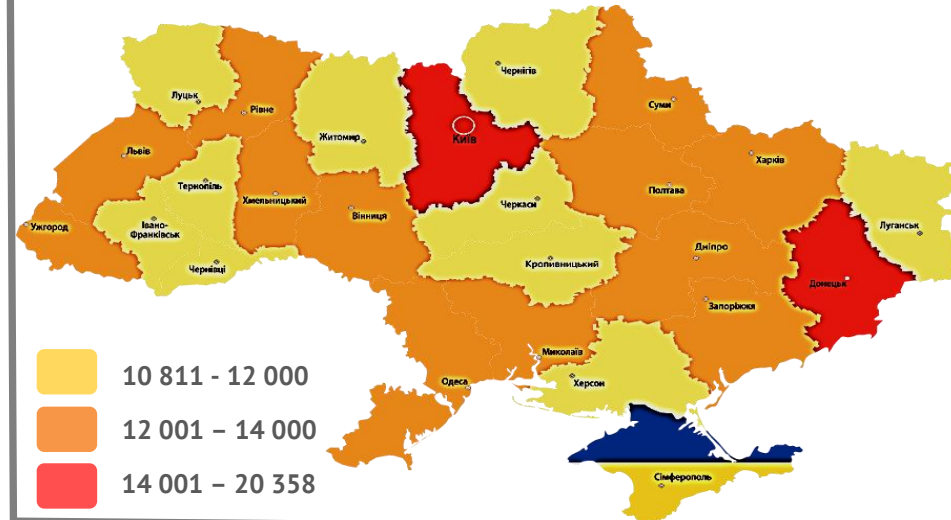 Чернігів
Луцьк
Рівне
Суми
Житомир
Київ
Львів
Харків
Тернопіль
Полтава
Хмельницький
Черкаси
Вінниця
Івано-
Франківськ
Ужгород
Луганськ
Дніпро
Чернівці
Кропивницький
Донецьк
Запоріжжя
Миколаїв
10 811 - 12 000
Одеса
Херсон
12 001 – 14 000
Сімферополь
14 001 – 20 358